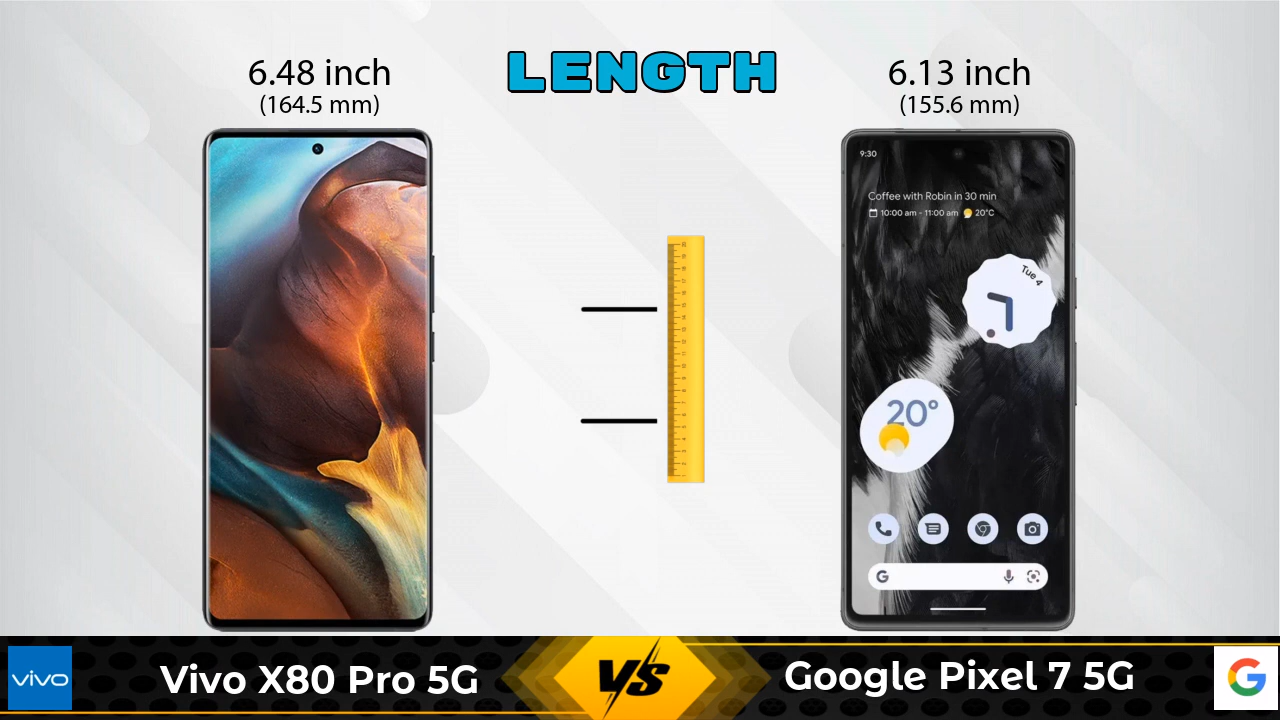 LENGTH
6.48 inch
(164.5 mm)
6.13 inch
(155.6 mm)
9:30
Coffee with Robin in 30 min
10:00 am - 11:00 am 20°C
Tue 4
20°
G
vivo
Vivo X80 Pro 5G
VS
Google Pixel 7 5G
G